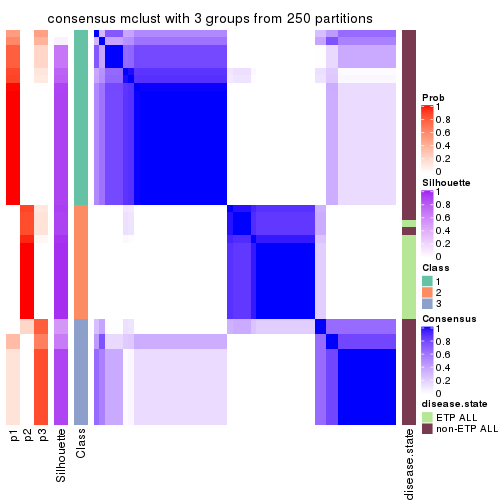 consensus mclust with 3 groups from 250 partitions
Prob
1
0.8
0.6
0.4
0.2
0
Silhouette
1
0.8
0.6
0.4
0.2
0
Class
1
2
3
Consensus
1
0.8
0.6
0.4
0.2
0
disease.state
ETP ALL
non-ETP ALL
p1
p2
p3
Silhouette
Class
disease.state